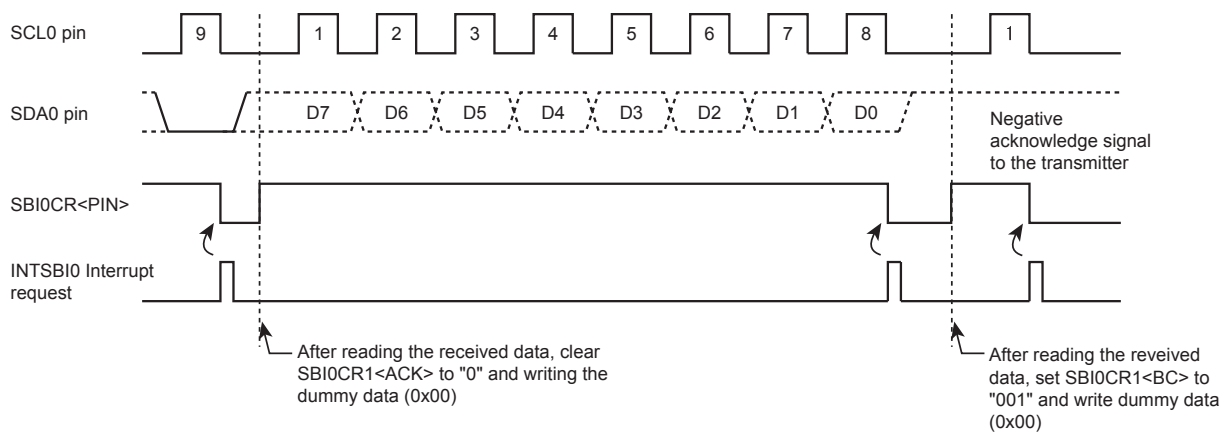 SCL0 pin
9 1 2 3 4 5 6 7 8 1
SDA0 pin
D7 D6 D5 D4 D3 D2 D1 D0
Negative
acknowledge signal
to the transmitter
SBI0CR<PIN>
INTSBI0 Interrupt
request
After reading the received data, clear
SBI0CR1<ACK> to "0" and writing the
dummy data (0x00)
After reading the reveived
data, set SBI0CR1<BC> to
"001" and write dummy data
(0x00)